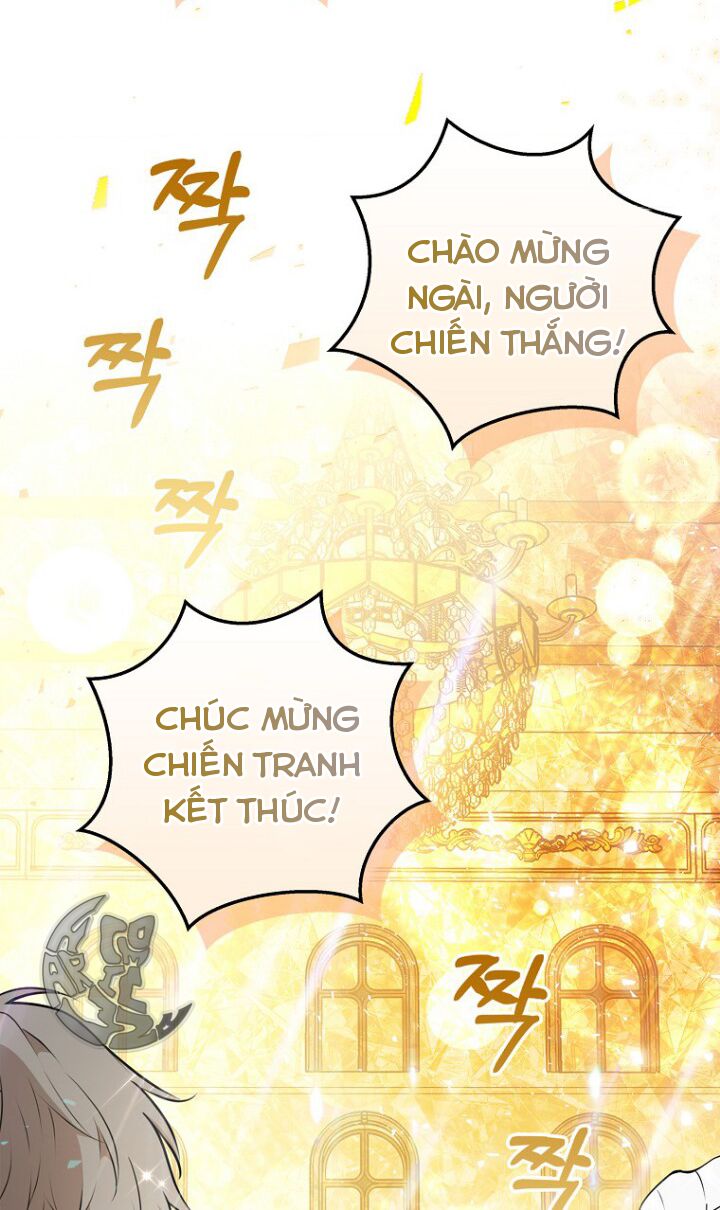 짝
CHÀO MỪNG
NGÀI, NGƯỜI
CHIẾN THẮNG!
짝
짝
CHÚC MỪNG
CHIẾN TRANH
KẾT THÚC!
짝
짝